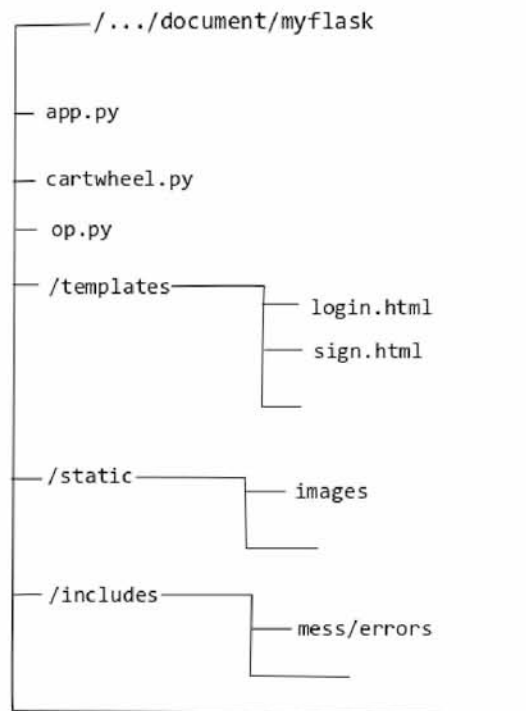 /.../document/myflask
app.py
cartwheel.py
op.py
/templates
login.html
sign.html
/static
images
/includes
mess/errors